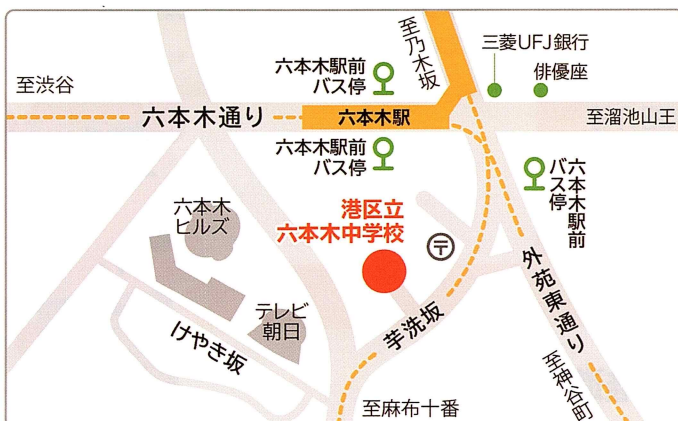 至乃木坂
三菱UFJ銀行
俳優座
六本木駅前
バス停
至渋谷
六本木通り
六本木駅
至溜池山王
六本木駅前
バス停
六本木駅前
バス停
六本木
ヒルズ
港区立
六本木中学校
〒
外苑東通り
テレビ
朝日
けやき坂
芋洗坂
至神谷町
至麻布十番